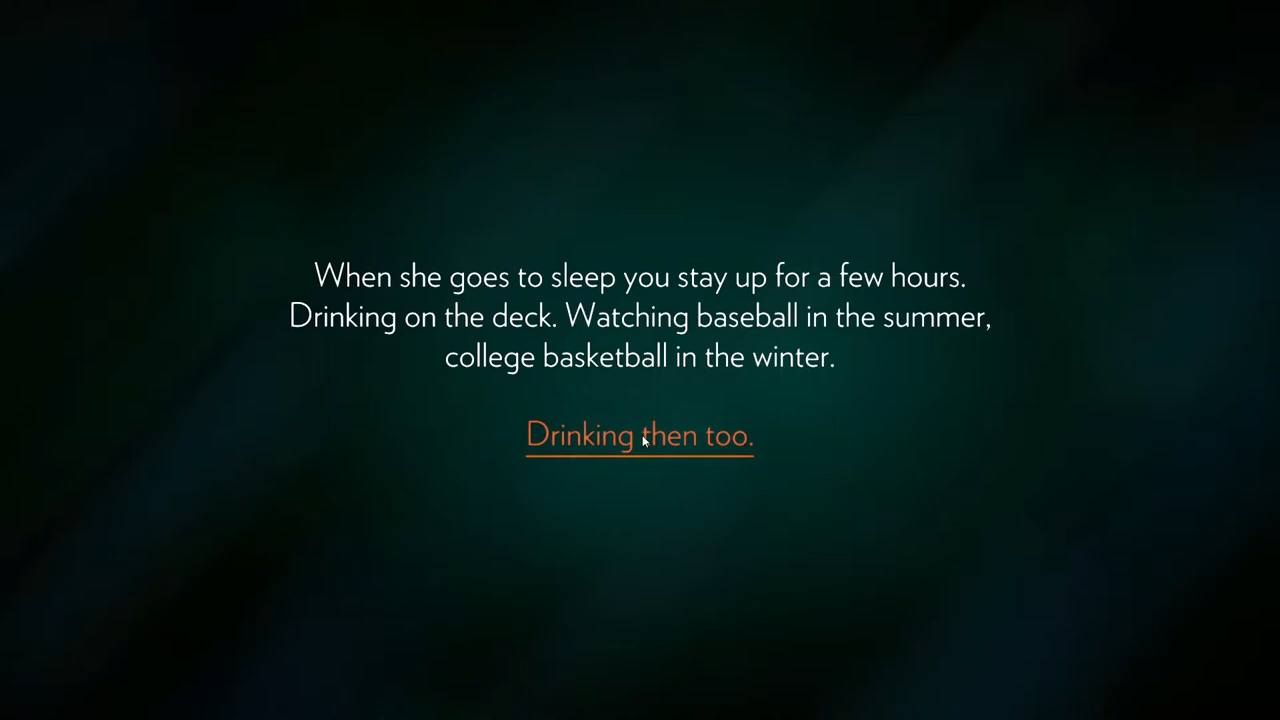 When she goes to sleep you stay up for a few hours.
Drinking on the deck. Watching baseball in the summer,
college basketball in the winter.
Drinking then too.